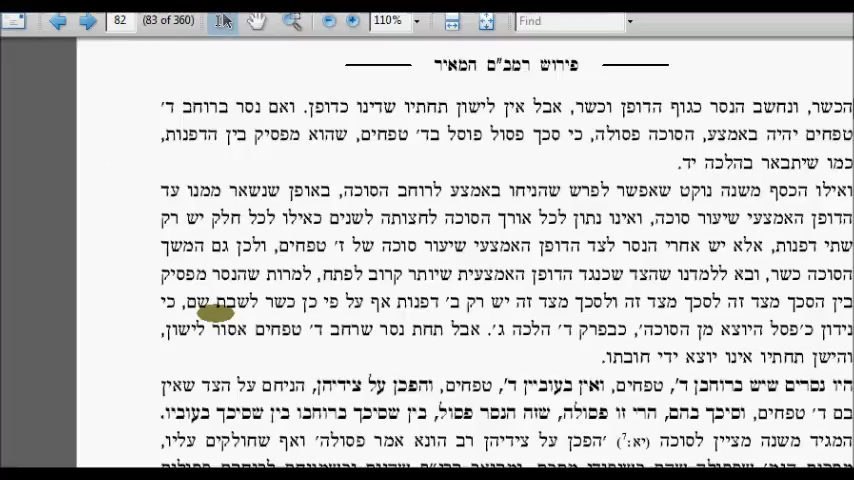 82 (83 of 360) 110% Find
פירוש רמב"ם המאיר
הכשר, ונחשב הנסר כגוף הדופן וכשר, אבל אין לישון תחתיו שדינו כדופן. ואם נסר ברוחב ד'
טפחים יהיה באמצע, הסוכה פסולה, כי סכך פסול פוסל בד' טפחים, שהוא מפסיק בין הדפנות,
כמו שיתבאר בהלכה יד.
ואילו הכסף משנה נוקט שאפשר לפרש שהניחו באמצע לרוחב הסוכה, באופן שנשאר ממנו עד
הדופן האמצעי שיעור סוכה, ואינו נתון לכל אורך הסוכה לחצותה לשנים כאילו לכל חלק יש רק
שתי דפנות, אלא יש אחרי הנסר לצד הדופן האמצעי שיעור סוכה של ז' טפחים, ולכן גם המשך
הסוכה כשר, ובא ללמדנו שהצד שכנגד הדופן האמצעית שיותר קרוב לפתח, למרות שהנסר מפסיק
בין הסכך מצד זה לסכך מצד זה ולסכך מצד זה יש רק ב' דפנות אף על פי כן כשר לשבת שם, כי
נידון כ'פסל היוצא מן הסוכה', כבפרק ד' הלכה ג'. אבל תחת נסר שרחב ד' טפחים אסור לישון,
והישן תחתיו אינו יוצא ידי חובתו.
היו נסרים שיש ברוחבן ד', טפחים, ואין בעוביין ד', טפחים, והפכן על צידיהן, הניחם על הצד שאין
בם ד' טפחים, וסיכך בהם, הרי זו פסולה, שזה הנסר פסול, בין שסיכך ברוחבו בין שסיכך בעוביו.
המגיד משנה מציין לסוכה (יא:7) 'הפכן על צידיהן רב הונא אמר פסולה' ואף שחולקים עליו,